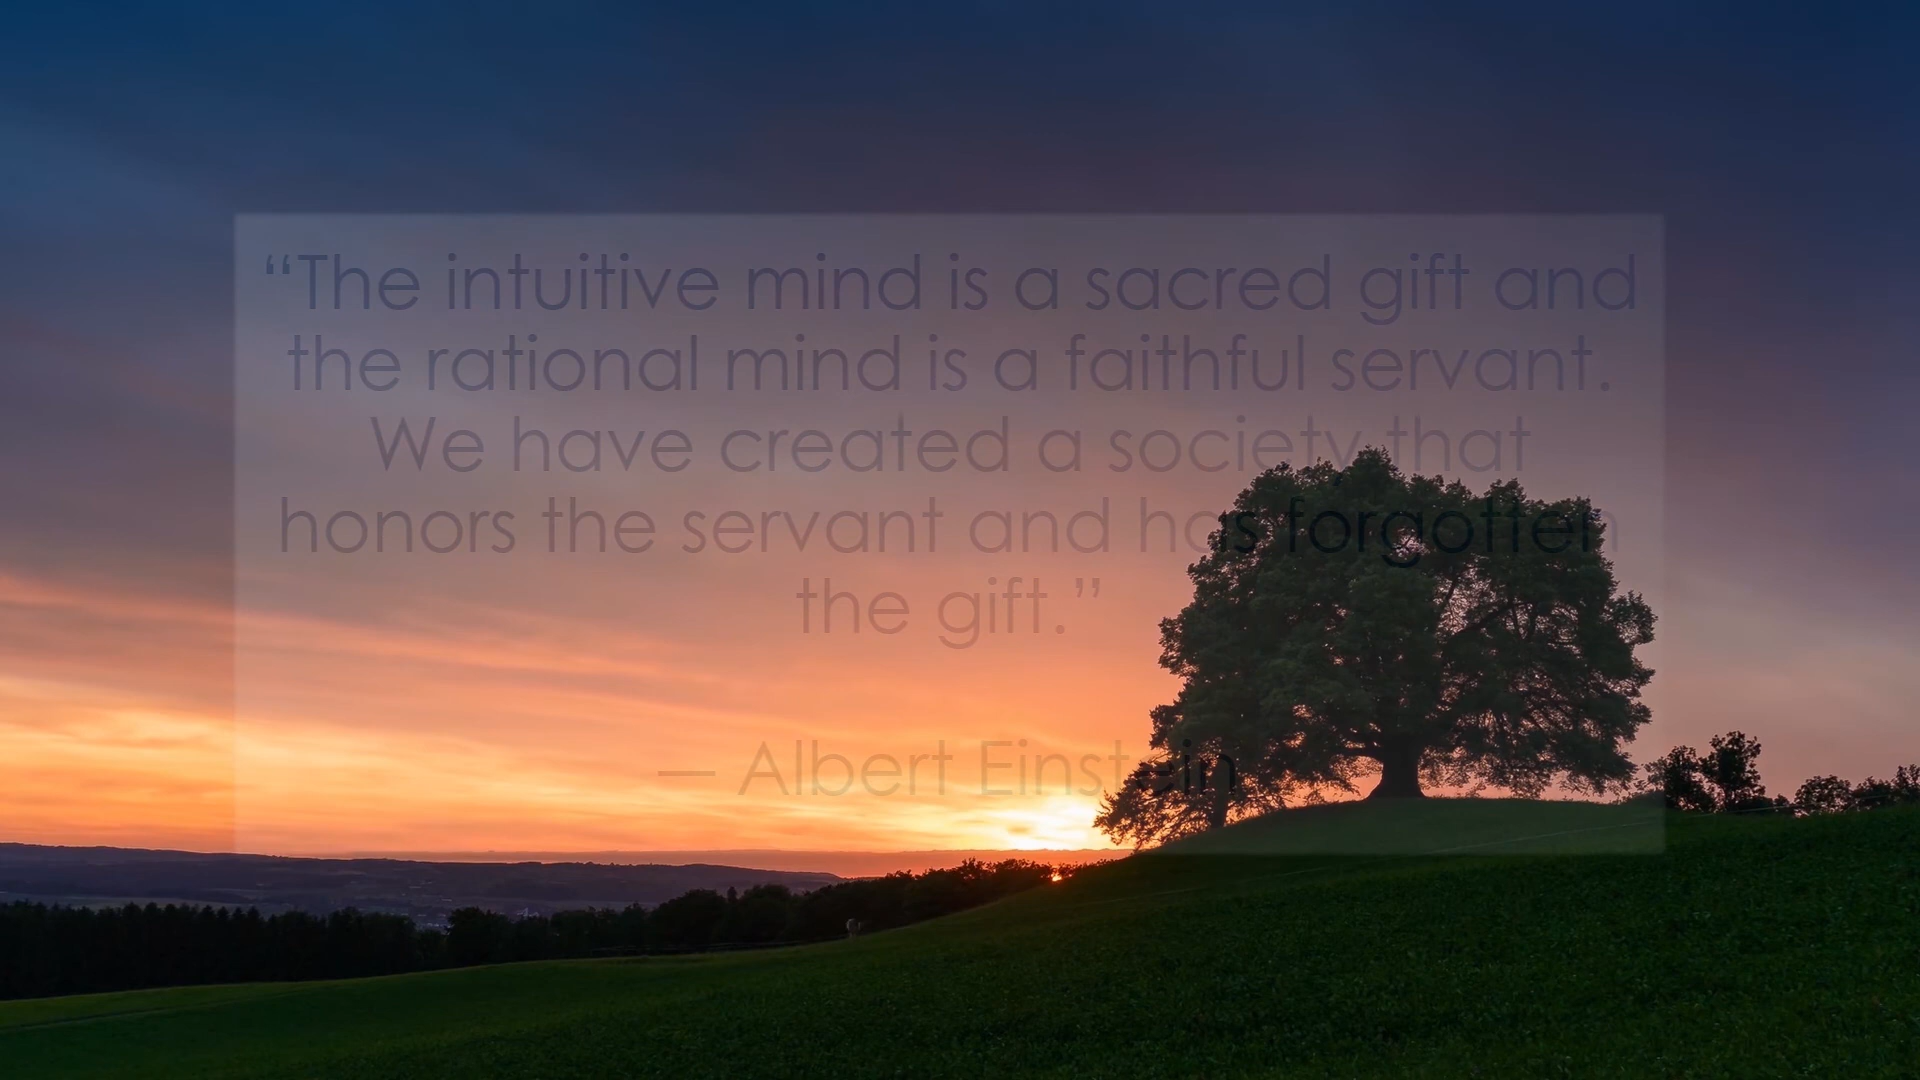 “The intuitive mind is a sacred gift and
the rational mind is a faithful servant.
We have created a society that
honors the servant and has forgotten
the gift.”
— Albert Einstein